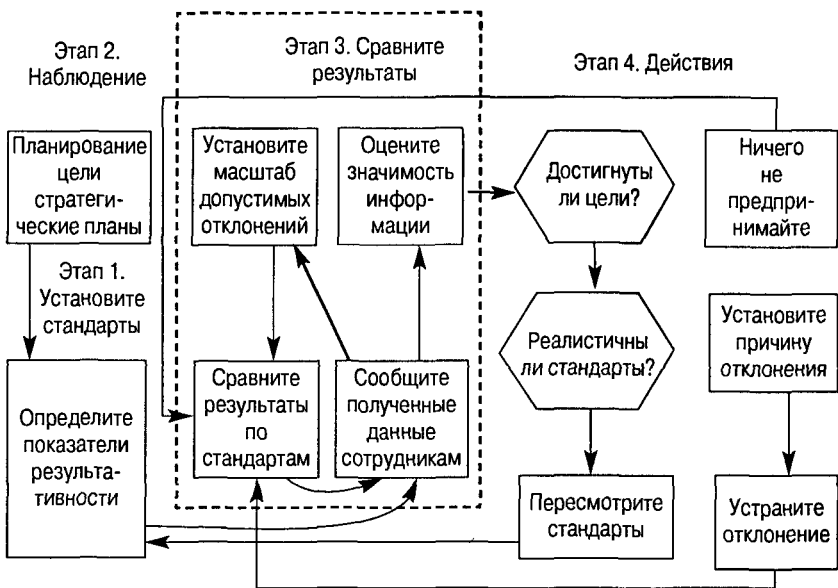 Этап 2.
Наблюдение
Этап 3. Сравните
результаты
Этап 4. Действия
Планирование
цели
стратеги-
ческие планы
Установите
масштаб
допустимых
отклонений
Оцените
значимость
инфор-
мации
Достигнуты
ли цели?
Ничего
не
предпри-
нимайте
Этап 1.
Установите
стандарты
Определите
показатели
результа-
тивности
Сравните
результаты
по
стандартам
Сообщите
полученные
данные
сотрудникам
Реалистичны
ли стандарты?
Установите
причину
отклонения
Пересмотрите
стандарты
Устраните
отклонение